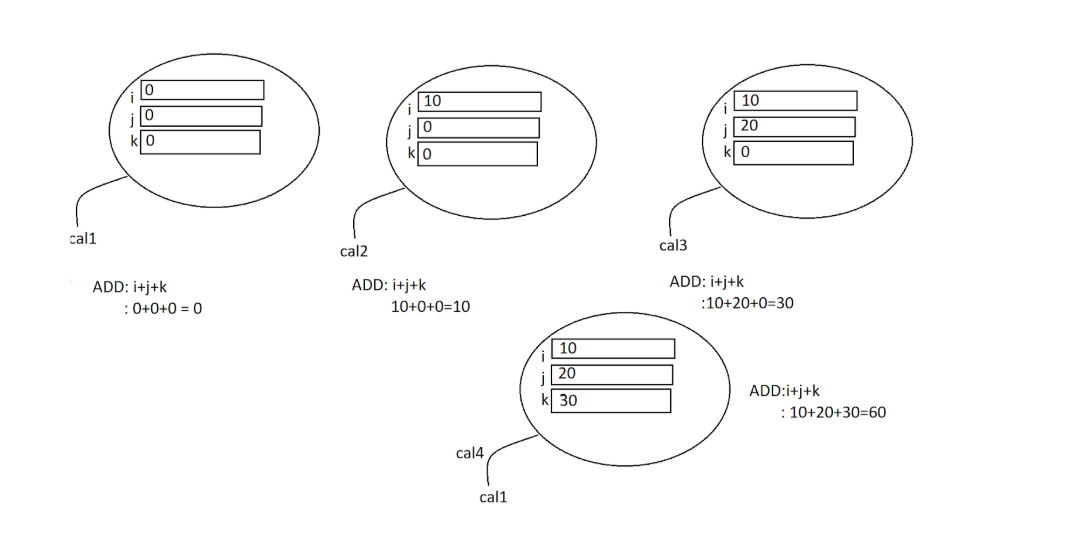 i 0
j 0
k 0
cal1
ADD: i+j+k
: 0+0+0 = 0
i 10
j 0
k 0
cal2
ADD: i+j+k
10+0+0=10
i 10
j 20
k 0
cal3
ADD: i+j+k
:10+20+0=30
i 10
j 20
k 30
cal4
cal1
ADD:i+j+k
: 10+20+30=60